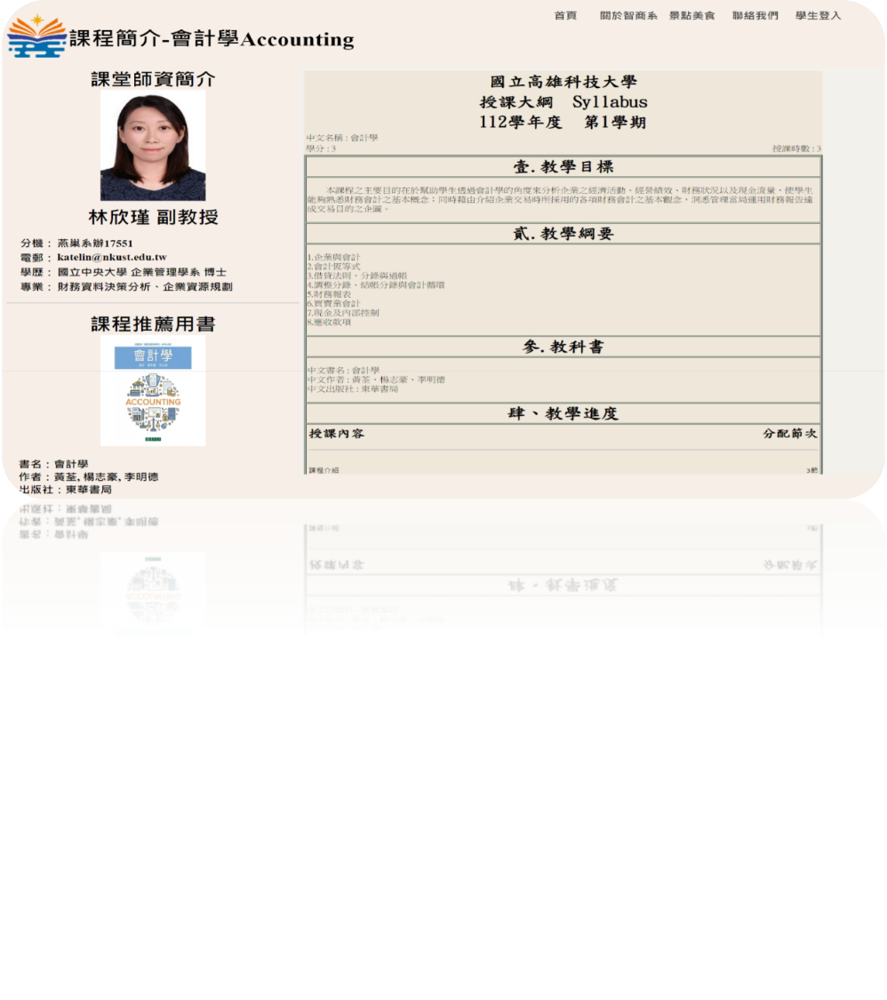 首頁 關於智商系 景點美食 聯絡我們 學生登入
課程簡介-會計學Accounting
課堂師資簡介
林欣瑾 副教授
分機： 燕巢系辦17551
電郵： katelin@nkust.edu.tw
學歷： 國立中央大學 企業管理學系 博士
專業： 財務資料決策分析、企業資源規劃
課程推薦用書
會計學
ACCOUNTING
書名：會計學
作者：黃荃, 楊志豪, 李明德
出版社：東華書局
國立高雄科技大學
授課大綱 Syllabus
112學年度 第1學期
中文名稱 : 會計學
學分 : 3 授課時數 : 3
壹. 教學目標
本課程之主要目的在於幫助學生透過會計學的角度來分析企業之經濟活動、經營績效、財務狀況以及現金流量，使學生
能夠熟悉財務會計之基本概念；同時藉由介紹企業交易時所採用的各項財務會計之基本觀念，洞悉管理當局運用財務報告達
成交易目的之企圖。
貳. 教學綱要
1.企業與會計
2.會計恆等式
3.借貸法則、分錄與過帳
4.調整分錄、結帳分錄與會計循環
5.財務報表
6.買賣業會計
7.現金及內部控制
8.應收款項
參. 教科書
中文書名 : 會計學
中文作者 : 黃荃、楊志豪、李明德
中文出版社 : 東華書局
肆、教學進度
授課內容 分配節次
課程介紹 3節